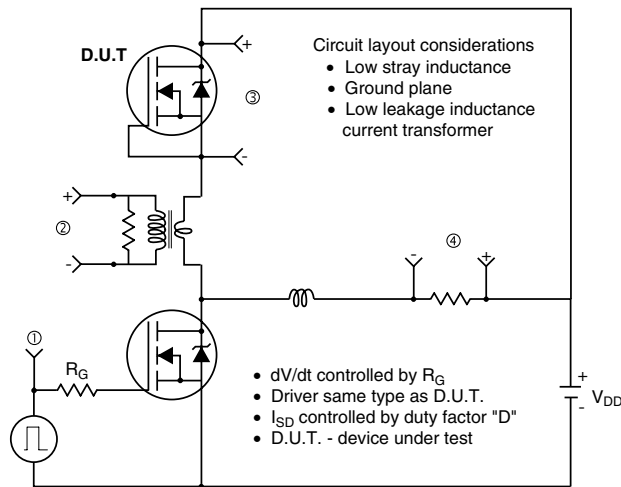 D.U.T
+
Circuit layout considerations
• Low stray inductance
• Ground plane
• Low leakage inductance
current transformer
③
-
+
②
-
④
-
+
①
R_G
• dV/dt controlled by R_G
• Driver same type as D.U.T.
• I_SD controlled by duty factor "D"
• D.U.T. - device under test
+
V_DD
-